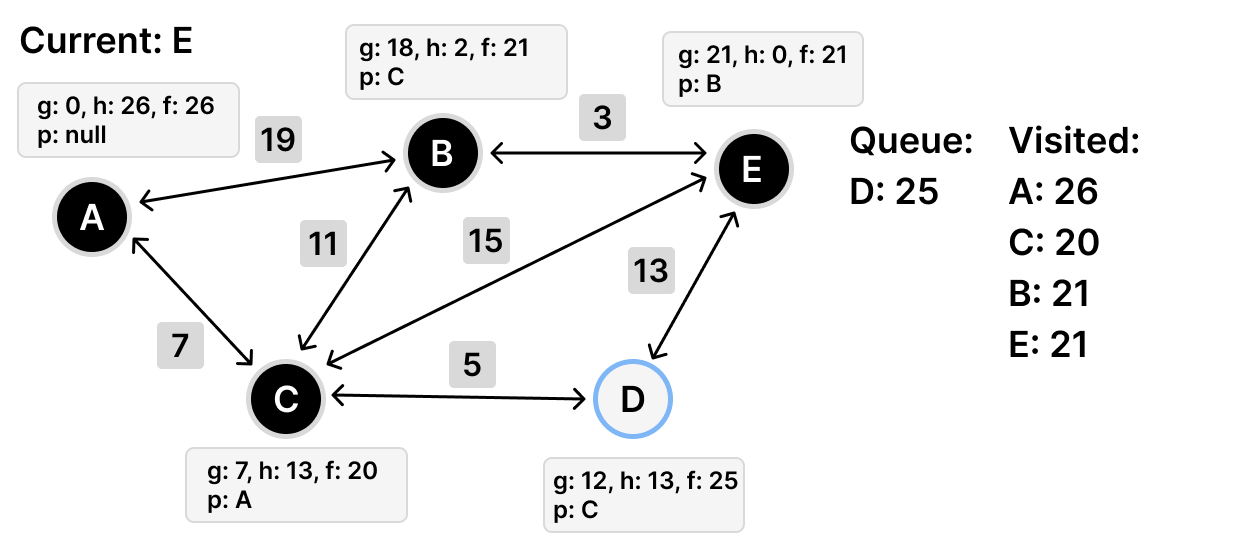 Current: E
g: 18, h: 2, f: 21
p: C
g: 21, h: 0, f: 21
p: B
g: 0, h: 26, f: 26
p: null
19
3
B
E
A
11
15
13
7
5
C
D
g: 7, h: 13, f: 20
p: A
g: 12, h: 13, f: 25
p: C
Queue:
D: 25
Visited:
A: 26
C: 20
B: 21
E: 21